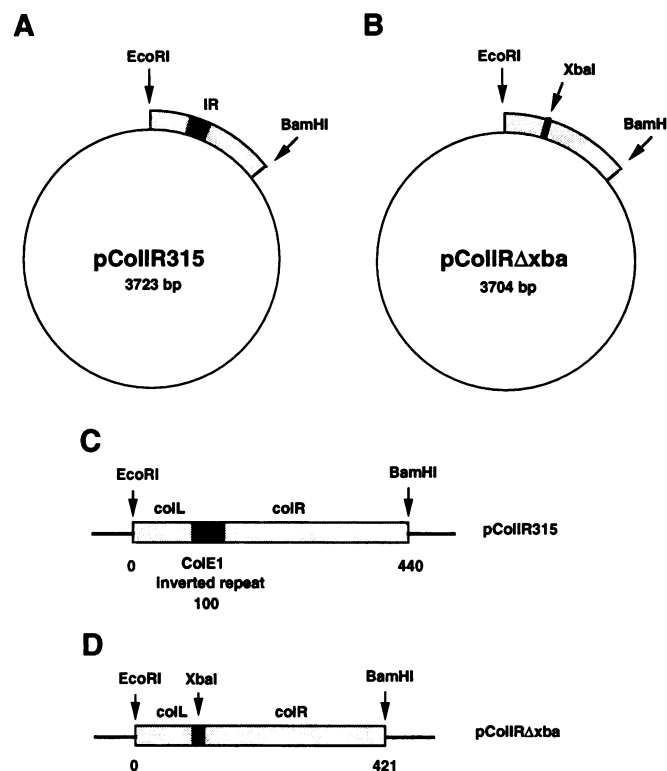 A
EcoRI
IR
BamHI
pColIR315
3723 bp
B
EcoRI
XbaI
BamH
pColIRΔxba
3704 bp
C
EcoRI
BamHI
colL
colR
pColIR315
0
ColE1
440
inverted repeat
100
D
EcoRI
XbaI
BamHI
colL
colR
pColIRΔxba
0
421